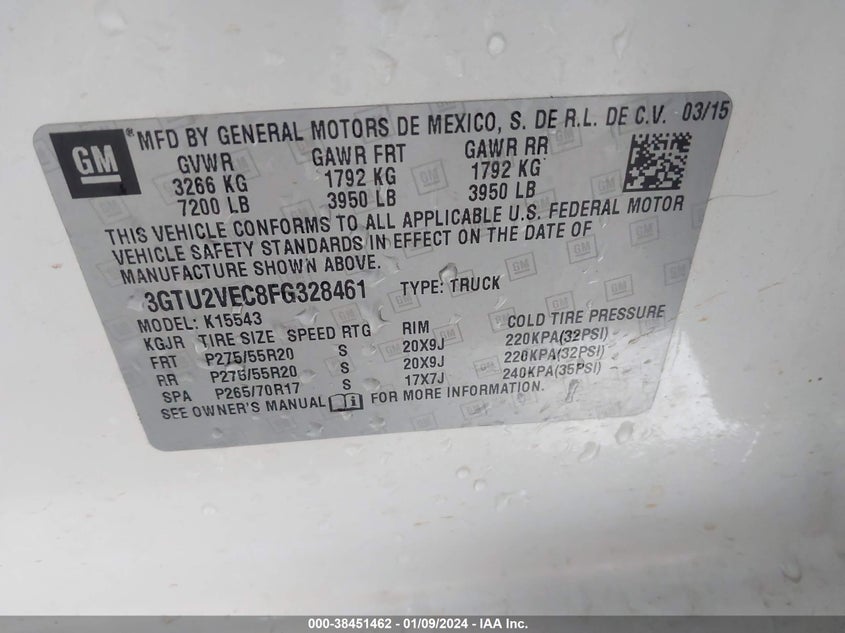 GM ® MFD BY GENERAL MOTORS DE MEXICO, S. DE R.L. DE C.V. 03/15
GVWR GAWR FRT GAWR RR
3266 KG 1792 KG 1792 KG
7200 LB 3950 LB 3950 LB
THIS VEHICLE CONFORMS TO ALL APPLICABLE U.S. FEDERAL MOTOR
VEHICLE SAFETY STANDARDS IN EFFECT ON THE DATE OF
MANUFACTURE SHOWN ABOVE.
3GTU2VEC8FG328461 TYPE: TRUCK
MODEL: K15543
KGJR TIRE SIZE SPEED RTG RIM COLD TIRE PRESSURE
FRT P275/55R20 S 20X9J 220KPA(32PSI)
RR P275/55R20 S 20X9J 220KPA(32PSI)
SPA P265/70R17 S 17X7J 240KPA(35PSI)
SEE OWNER'S MANUAL FOR MORE INFORMATION.
000-38451462 - 01/09/2024 - IAA Inc.